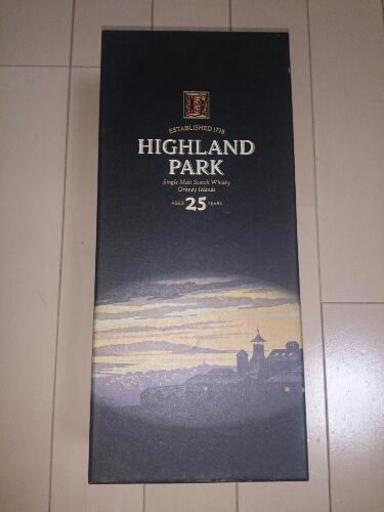 H
ESTABLISHED 1798
HIGHLAND
PARK
Single Malt Scotch Whisky
Orkney Islands
AGED 25 YEARS